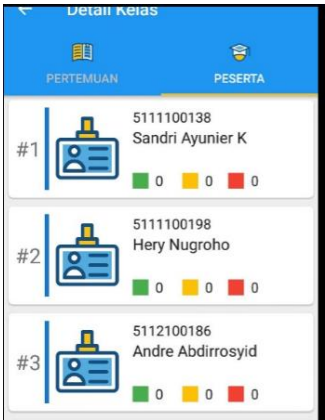 Detail Kelas
PERTEMUAN PESERTA
#1
5111100138
Sandri Ayunier K
0 0 0
#2
5111100198
Hery Nugroho
0 0 0
#3
5112100186
Andre Abdirrosyid
0 0 0